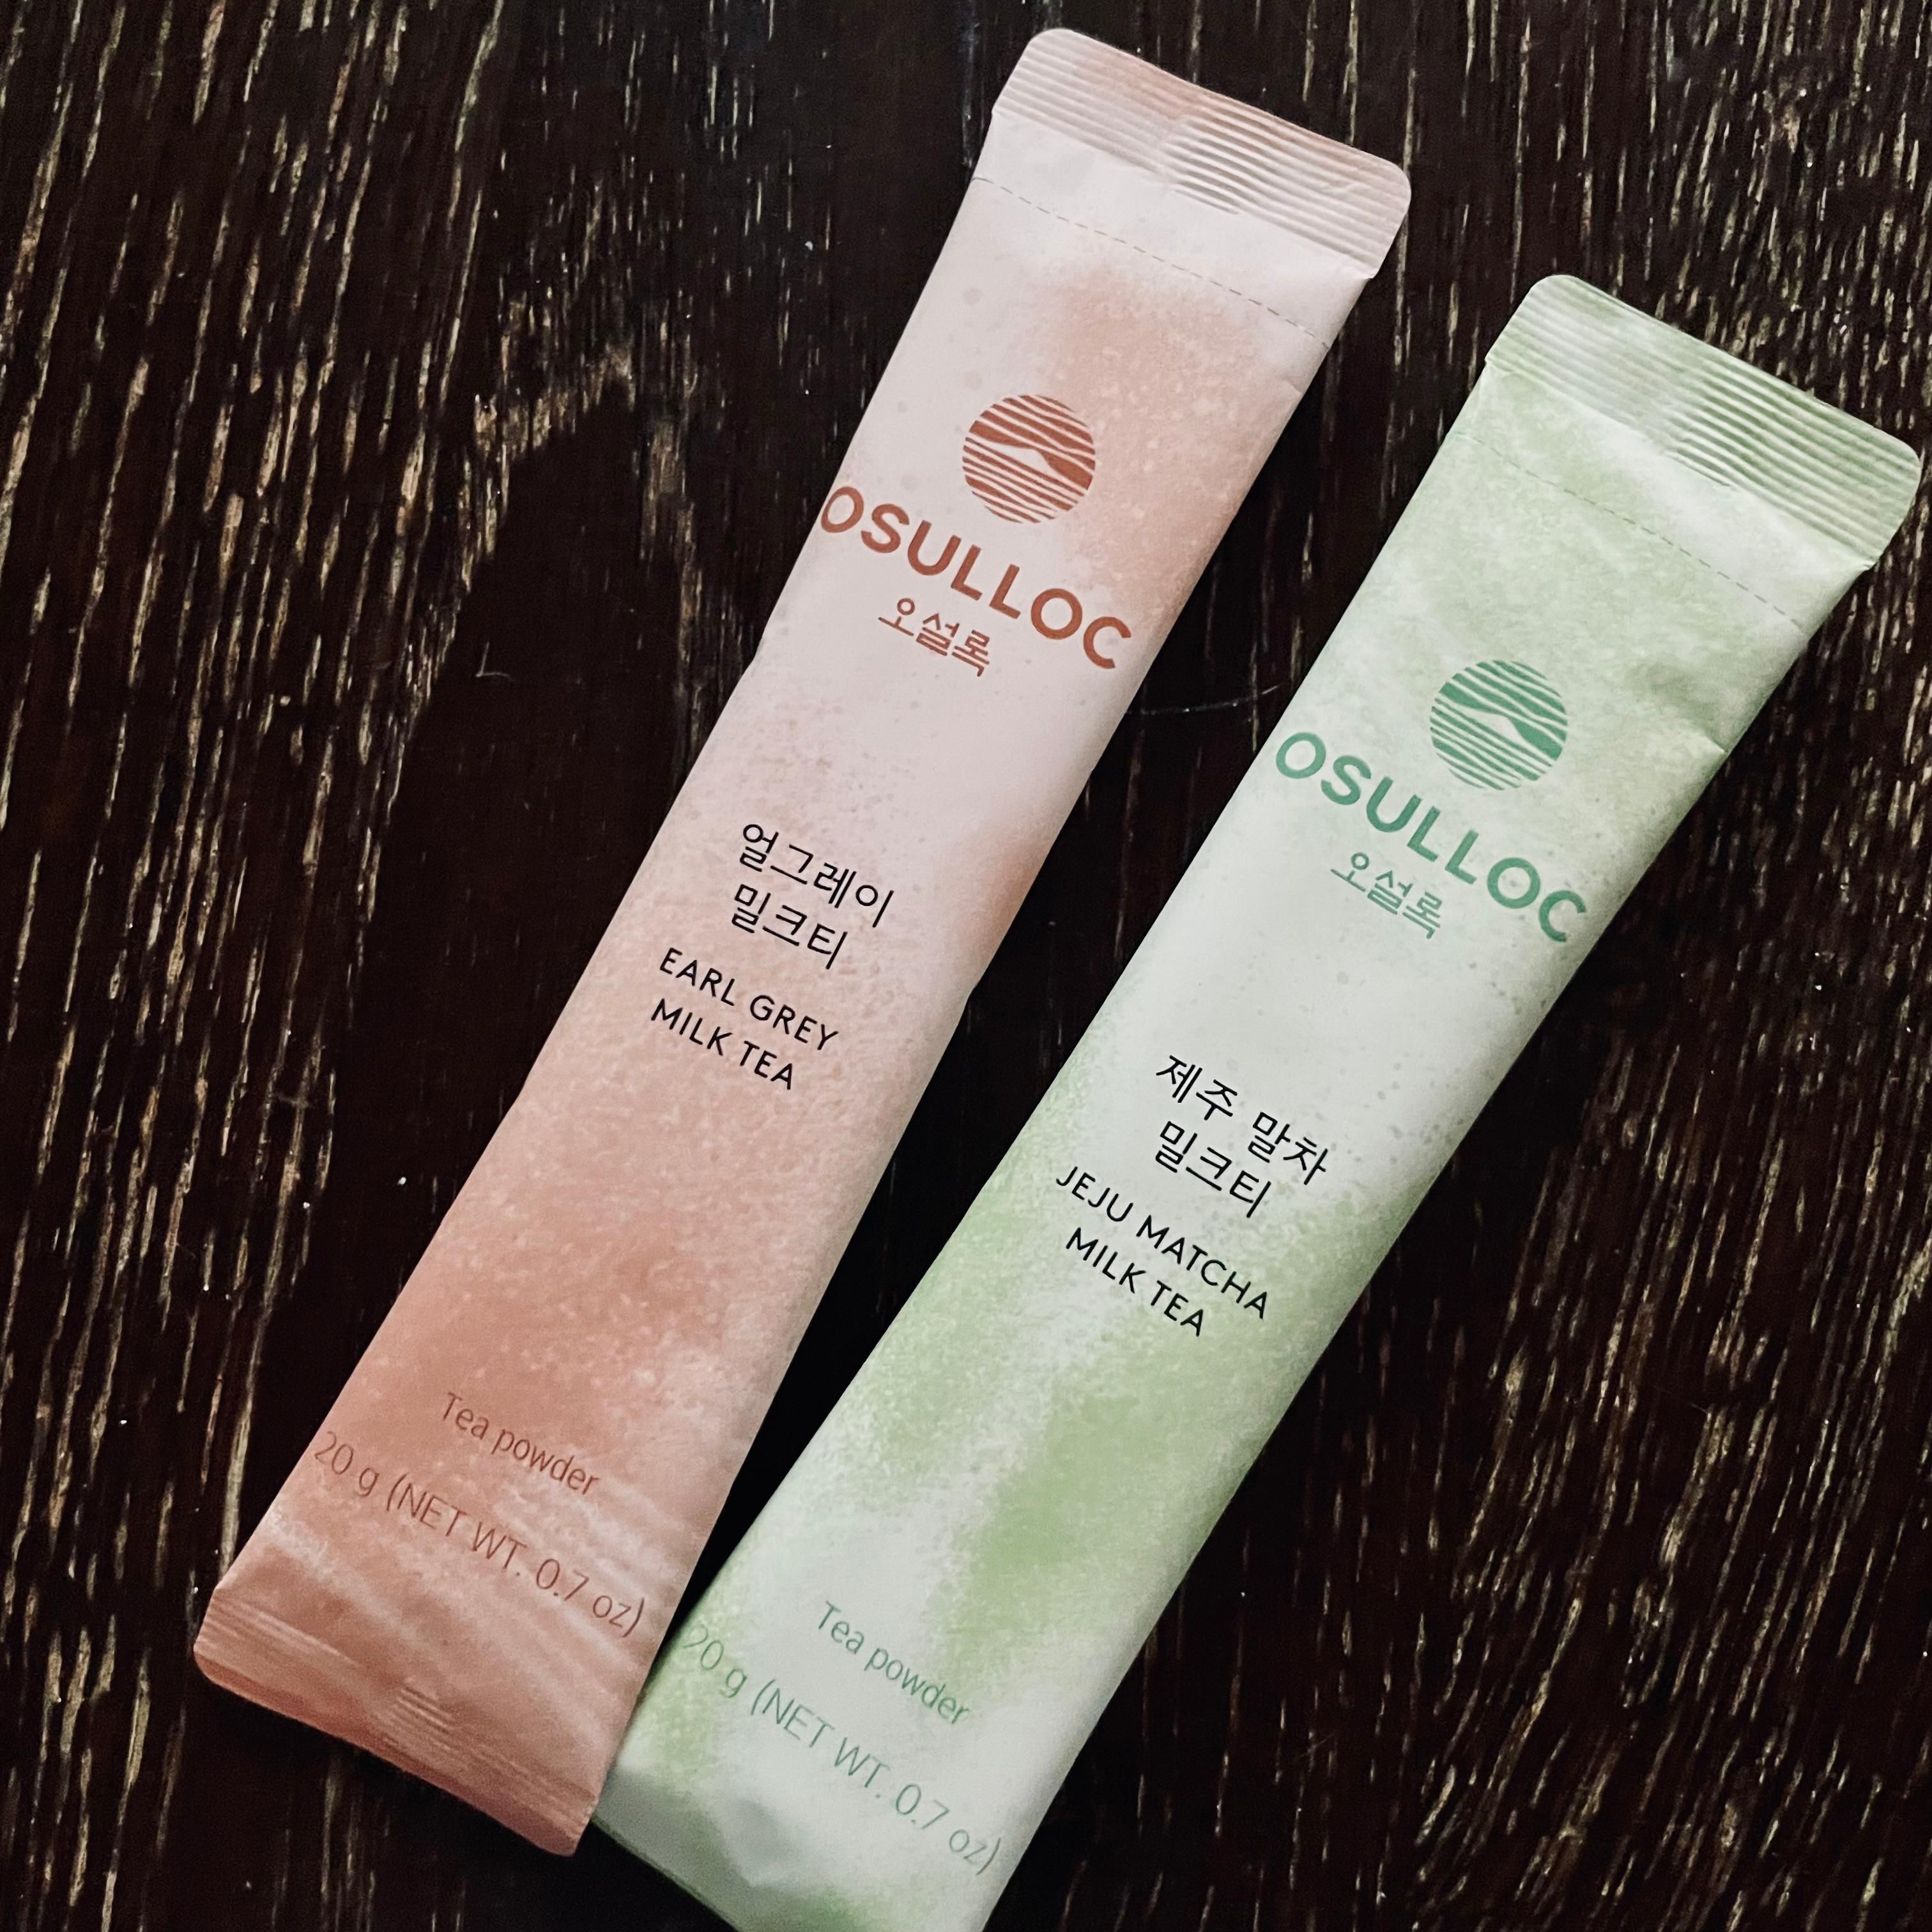 OSULLOC
오설록
얼그레이
밀크티
EARL GREY
MILK TEA
Tea powder
20 g (NET WT. 0.7 oz)
OSULLOC
오설록
제주 말차
밀크티
JEJU MATCHA
MILK TEA
Tea powder
20 g (NET WT. 0.7 oz)